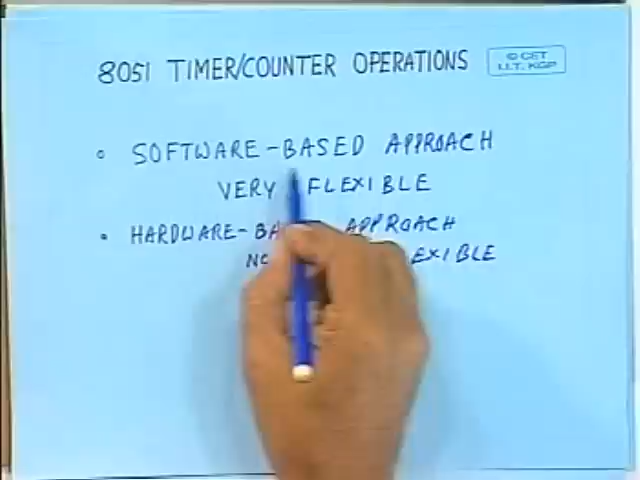 8051 TIMER/COUNTER OPERATIONS
© CET
I.I.T. KGP
SOFTWARE-BASED APPROACH
VERY FLEXIBLE
HARDWARE-BA APPROACH
EXIBLE